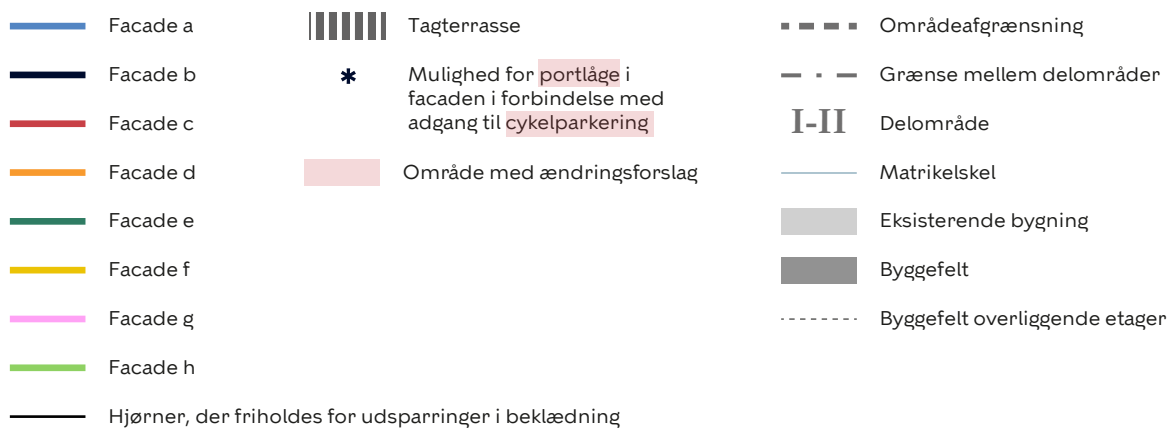 Facade a
Facade b
Facade c
Facade d
Facade e
Facade f
Facade g
Facade h
Hjørner, der friholdes for udsparringer i beklædning
Tagterrasse
*
Mulighed for portlåge i
facaden i forbindelse med
adgang til cykelparkering
Område med ændringsforslag
Områdeafgrænsning
Grænse mellem delområder
I-II
Delområde
Matrikelskel
Eksisterende bygning
Byggefelt
Byggefelt overliggende etager